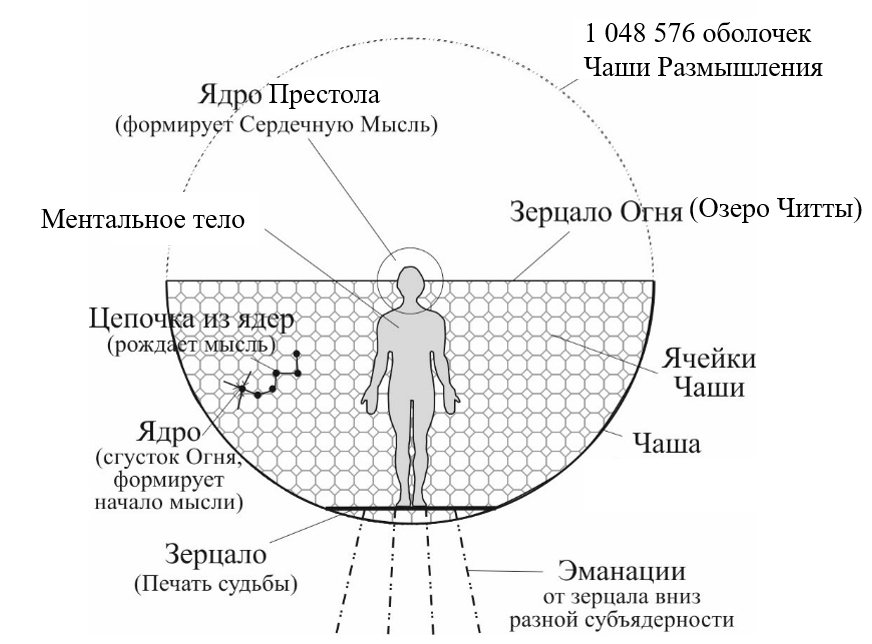 1 048 576 оболочек
Чаши Размышления
Ядро Престола
(формирует Сердечную Мысль)
Ментальное тело
Зерцало Огня (Озеро Читты)
Цепочка из ядер
(рождает мысль)
Ячейки
Чаши
Ядро
(сгусток Огня,
формирует
начало мысли)
Чаша
Зерцало
(Печать судьбы)
Эманации
от зерцала вниз
разной субъядерности